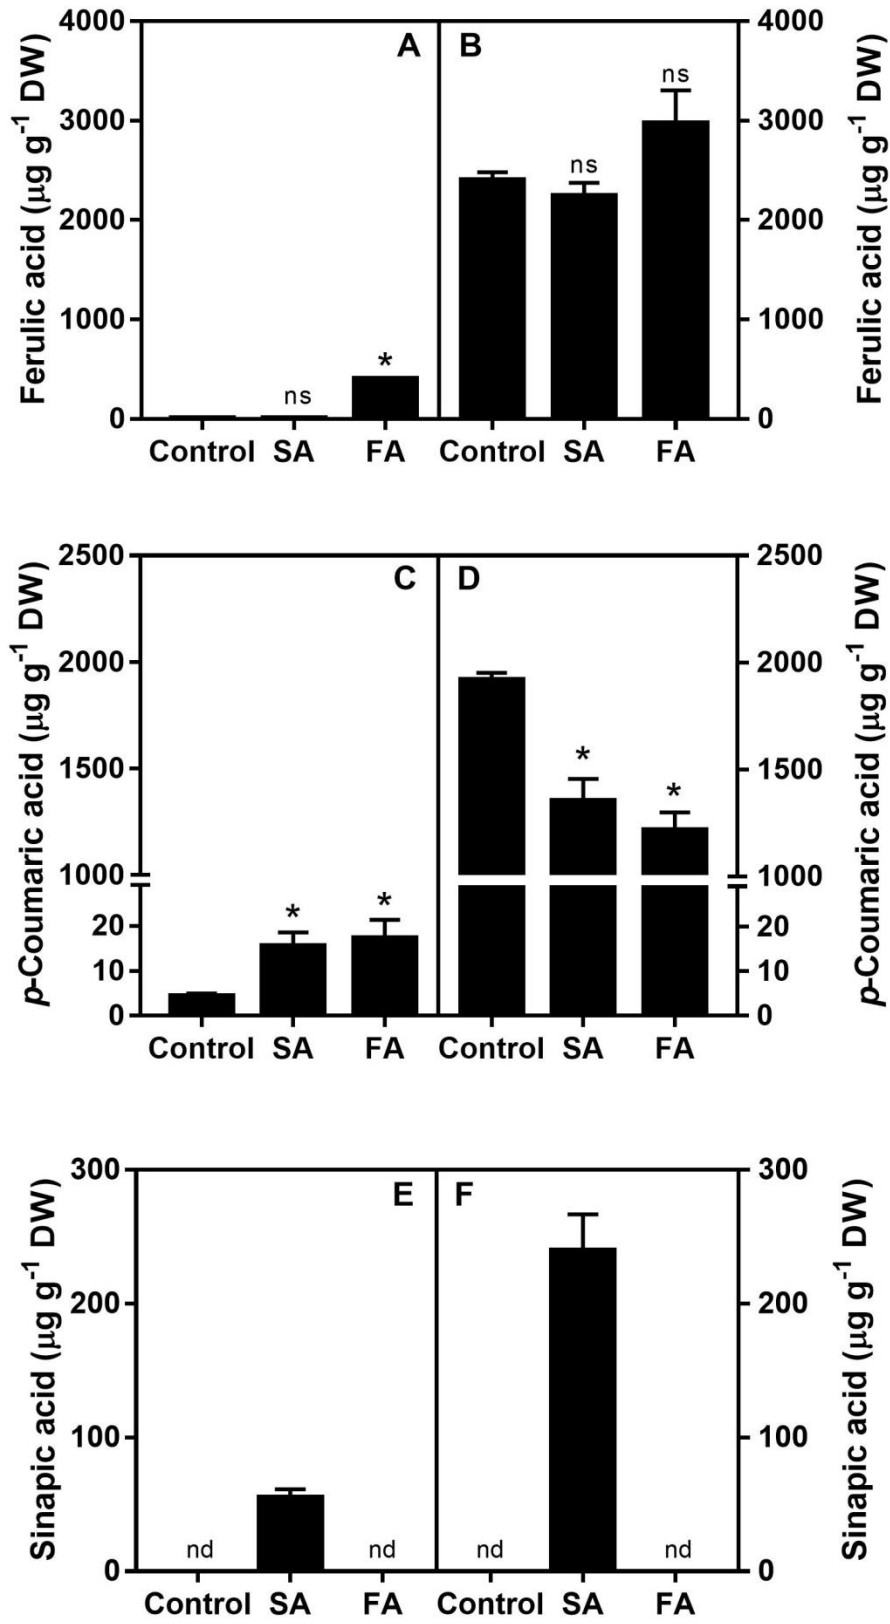 4000 A B 4000
ns
3000 3000
ns
2000 2000
1000 1000
*
ns
0 0
Ferulic acid (µg g-1 DW)
Ferulic acid (µg g-1 DW)
Control SA FA Control SA FA
2500 C D 2500
2000 2000
*
1500 1500
*
1000 1000
* *
20 20
10 10
0 0
p-Coumaric acid (µg g-1 DW)
p-Coumaric acid (µg g-1 DW)
Control SA FA Control SA FA
300 E F 300
200 200
100 100
nd nd nd nd
0 0
Sinapic acid (µg g-1 DW)
Sinapic acid (µg g-1 DW)
Control SA FA Control SA FA